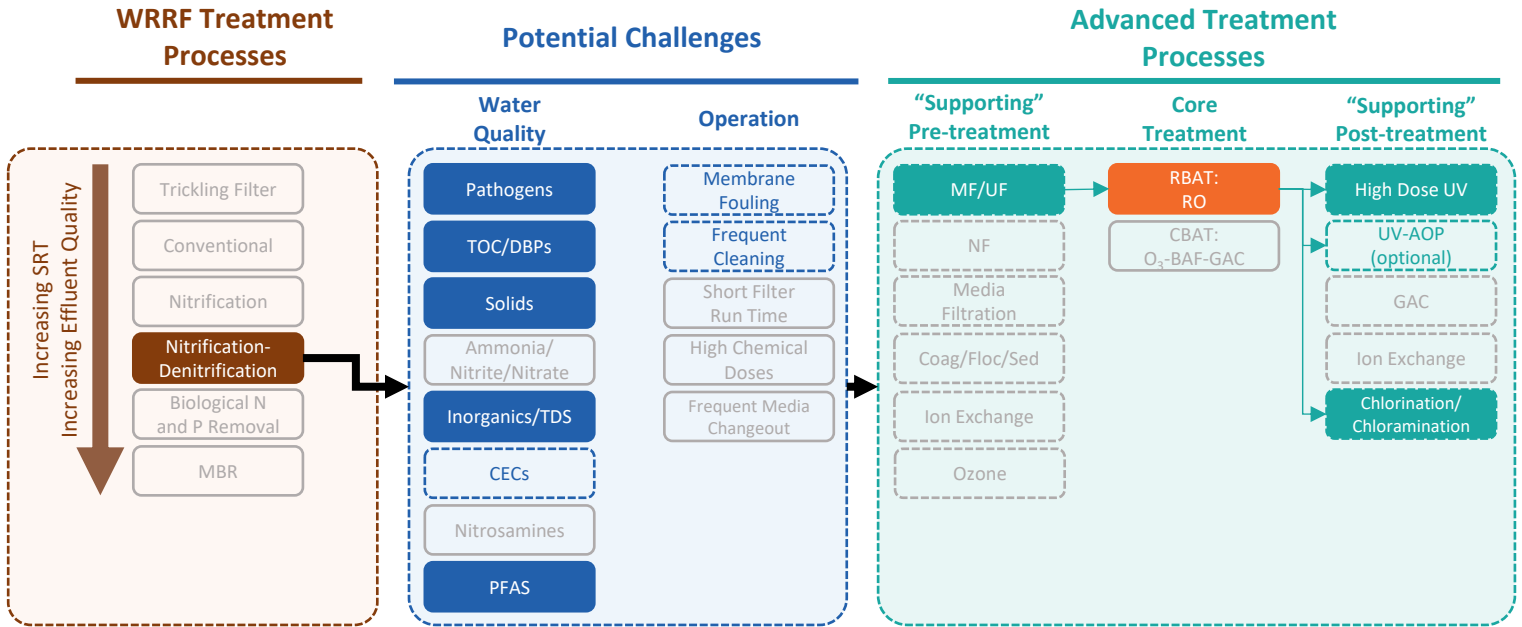 WRRF Treatment
Processes
Increasing SRT
Increasing Effluent Quality
Trickling Filter
Conventional
Nitrification
Nitrification-
Denitrification
Biological N
and P Removal
MBR
Potential Challenges
Water
Quality
Pathogens
TOC/DBPs
Solids
Ammonia/
Nitrite/Nitrate
Inorganics/TDS
CECs
Nitrosamines
PFAS
Operation
Membrane
Fouling
Frequent
Cleaning
Short Filter
Run Time
High Chemical
Doses
Frequent Media
Changeout
Advanced Treatment
Processes
“Supporting”
Pre-treatment
MF/UF
NF
Media
Filtration
Coag/Floc/Sed
Ion Exchange
Ozone
Core
Treatment
RBAT:
RO
CBAT:
O₃-BAF-GAC
“Supporting”
Post-treatment
High Dose UV
UV-AOP
(optional)
GAC
Ion Exchange
Chlorination/
Chloramination